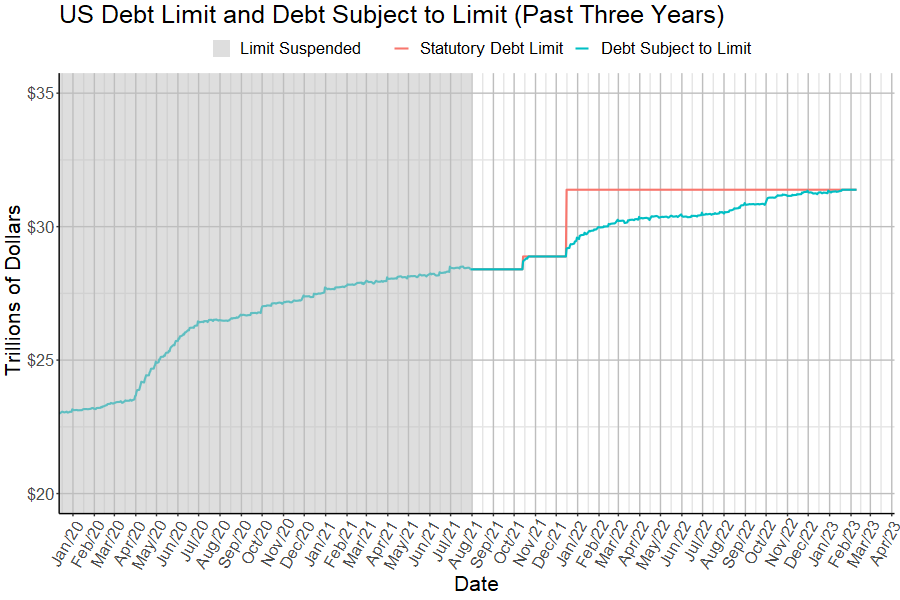 US Debt Limit and Debt Subject to Limit (Past Three Years)
Limit Suspended Statutory Debt Limit Debt Subject to Limit
Trillions of Dollars
$35
$30
$25
$20
Jan/20 Feb/20 Mar/20 Apr/20 May/20 Jun/20 Jul/20 Aug/20 Sep/20 Oct/20 Nov/20 Dec/20 Jan/21 Feb/21 Mar/21 Apr/21 May/21 Jun/21 Jul/21 Aug/21 Sep/21 Oct/21 Nov/21 Dec/21 Jan/22 Feb/22 Mar/22 Apr/22 May/22 Jun/22 Jul/22 Aug/22 Sep/22 Oct/22 Nov/22 Dec/22 Jan/23 Feb/23 Mar/23 Apr/23
Date